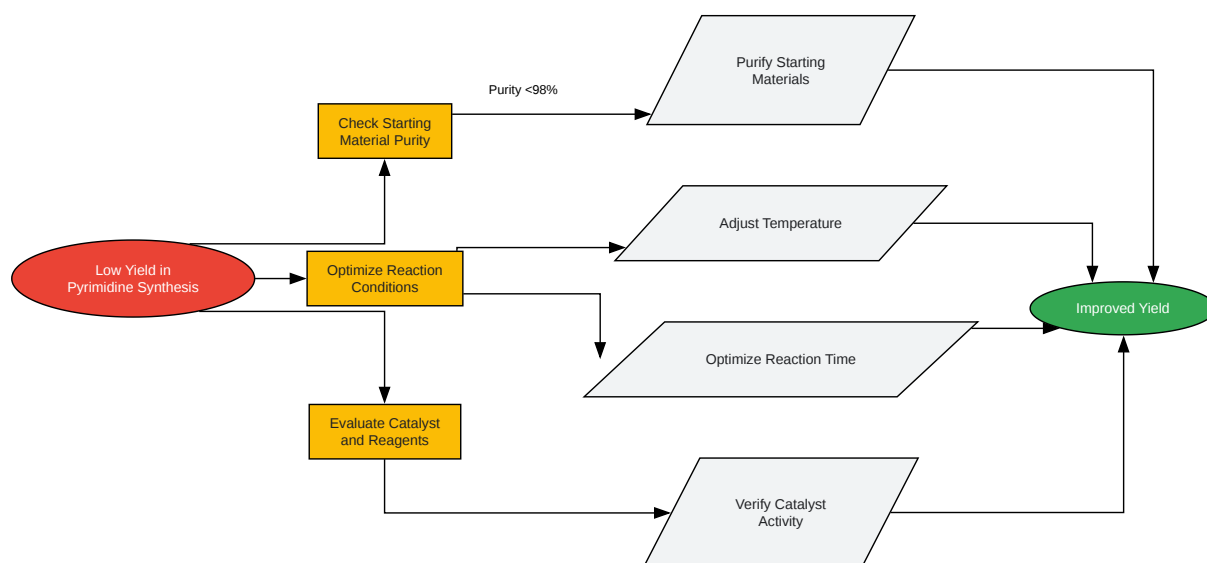 Purify Starting
Materials
Purity <98%
Check Starting
Material Purity
Adjust Temperature
Low Yield in
Pyrimidine Synthesis
Optimize Reaction
Conditions
Improved Yield
Optimize Reaction Time
Evaluate Catalyst
and Reagents
Verify Catalyst
Activity